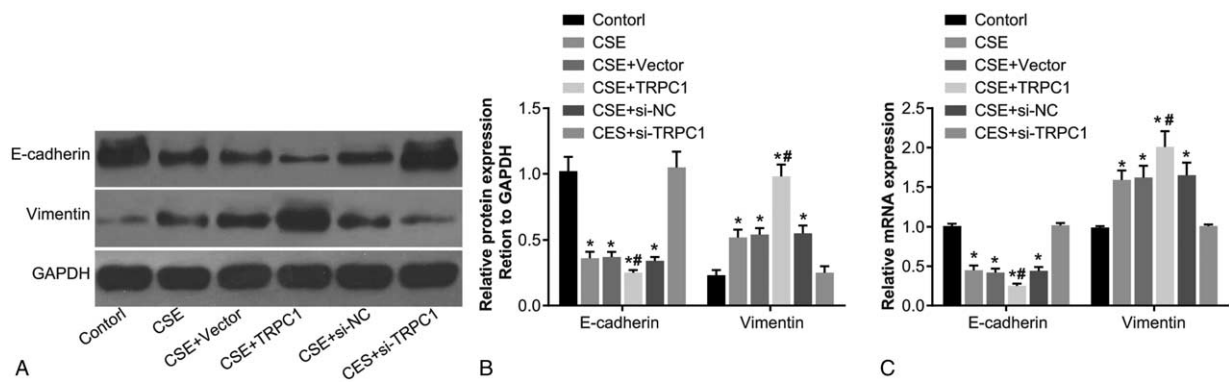 E-cadherin
Vimentin
GAPDH
Contorl
CSE
CSE+Vector
CSE+TRPC1
CSE+si-NC
CES+si-TRPC1
A
Contorl
CSE
CSE+Vector
CSE+TRPC1
CSE+si-NC
CES+si-TRPC1
Relative protein expression
Retion to GAPDH
1.5
1.0
0.5
0.0
* * *# *
* * *# *
E-cadherin
Vimentin
B
Contorl
CSE
CSE+Vector
CSE+TRPC1
CSE+si-NC
CES+si-TRPC1
Relative mRNA expression
2.5
2.0
1.5
1.0
0.5
0.0
* * *# *
* * *# *
E-cadherin
Vimentin
C